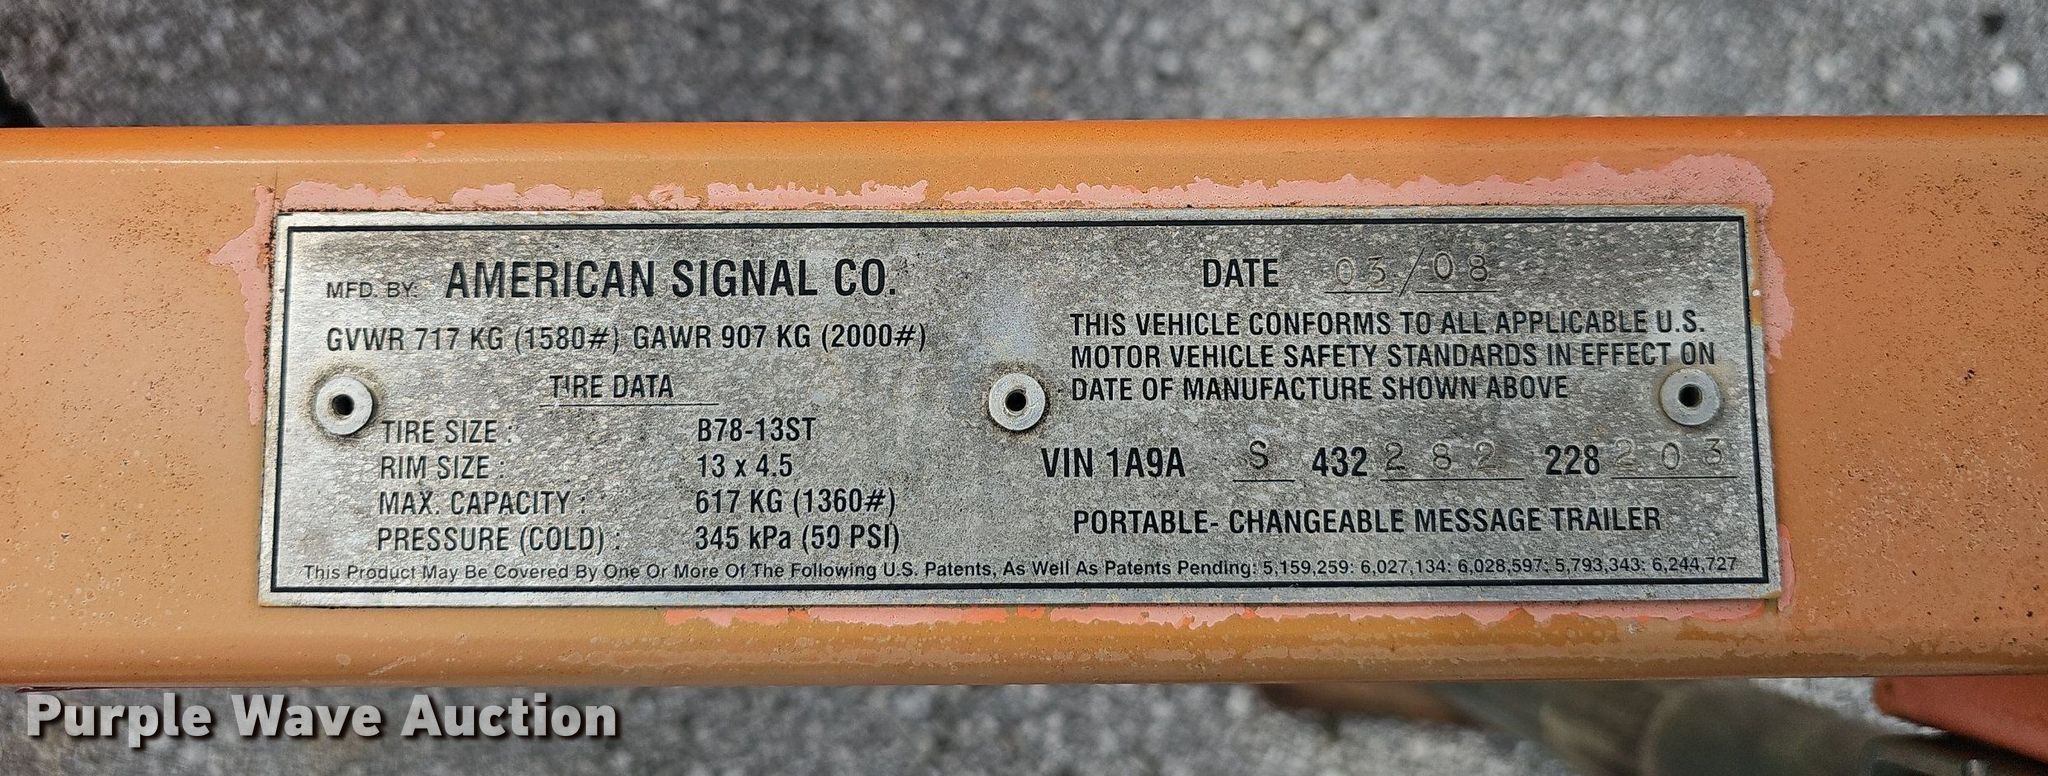 MFD. BY: AMERICAN SIGNAL CO.
GVWR 717 KG (1580#) GAWR 907 KG (2000#)
TIRE DATA
TIRE SIZE : B78-13ST
RIM SIZE : 13 x 4.5
MAX. CAPACITY : 617 KG (1360#)
PRESSURE (COLD) : 345 kPa (50 PSI)
DATE 03/08
THIS VEHICLE CONFORMS TO ALL APPLICABLE U.S.
MOTOR VEHICLE SAFETY STANDARDS IN EFFECT ON
DATE OF MANUFACTURE SHOWN ABOVE
VIN 1A9A S 432 282 228 203
PORTABLE- CHANGEABLE MESSAGE TRAILER
This Product May Be Covered By One Or More Of The Following U.S. Patents, As Well As Patents Pending: 5,159,259: 6,027,134: 6,028,597: 5,793,343: 6,244,727
Purple Wave Auction